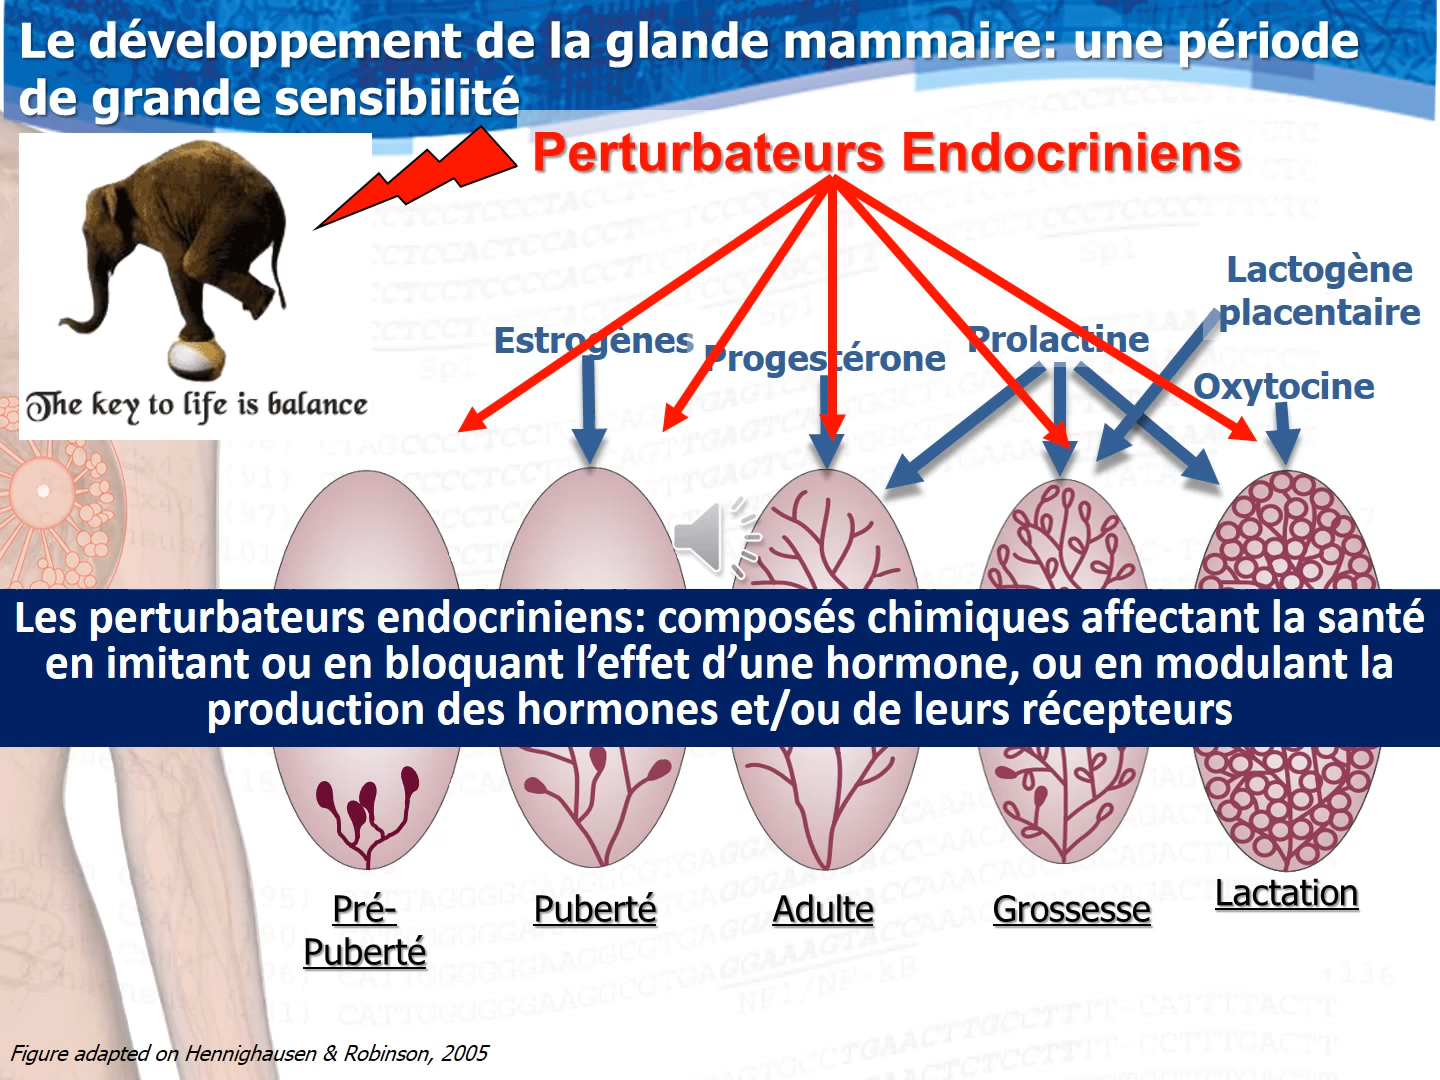 Le développement de la glande mammaire: une période
de grande sensibilité
Perturbateurs Endocriniens
The key to life is balance
Estrogènes
Progestérone
Prolactine
Lactogène
placentaire
Oxytocine
Les perturbateurs endocriniens: composés chimiques affectant la santé
en imitant ou en bloquant l’effet d’une hormone, ou en modulant la
production des hormones et/ou de leurs récepteurs
Pré-
Puberté
Puberté
Adulte
Grossesse
Lactation
Figure adapted on Hennighausen & Robinson, 2005